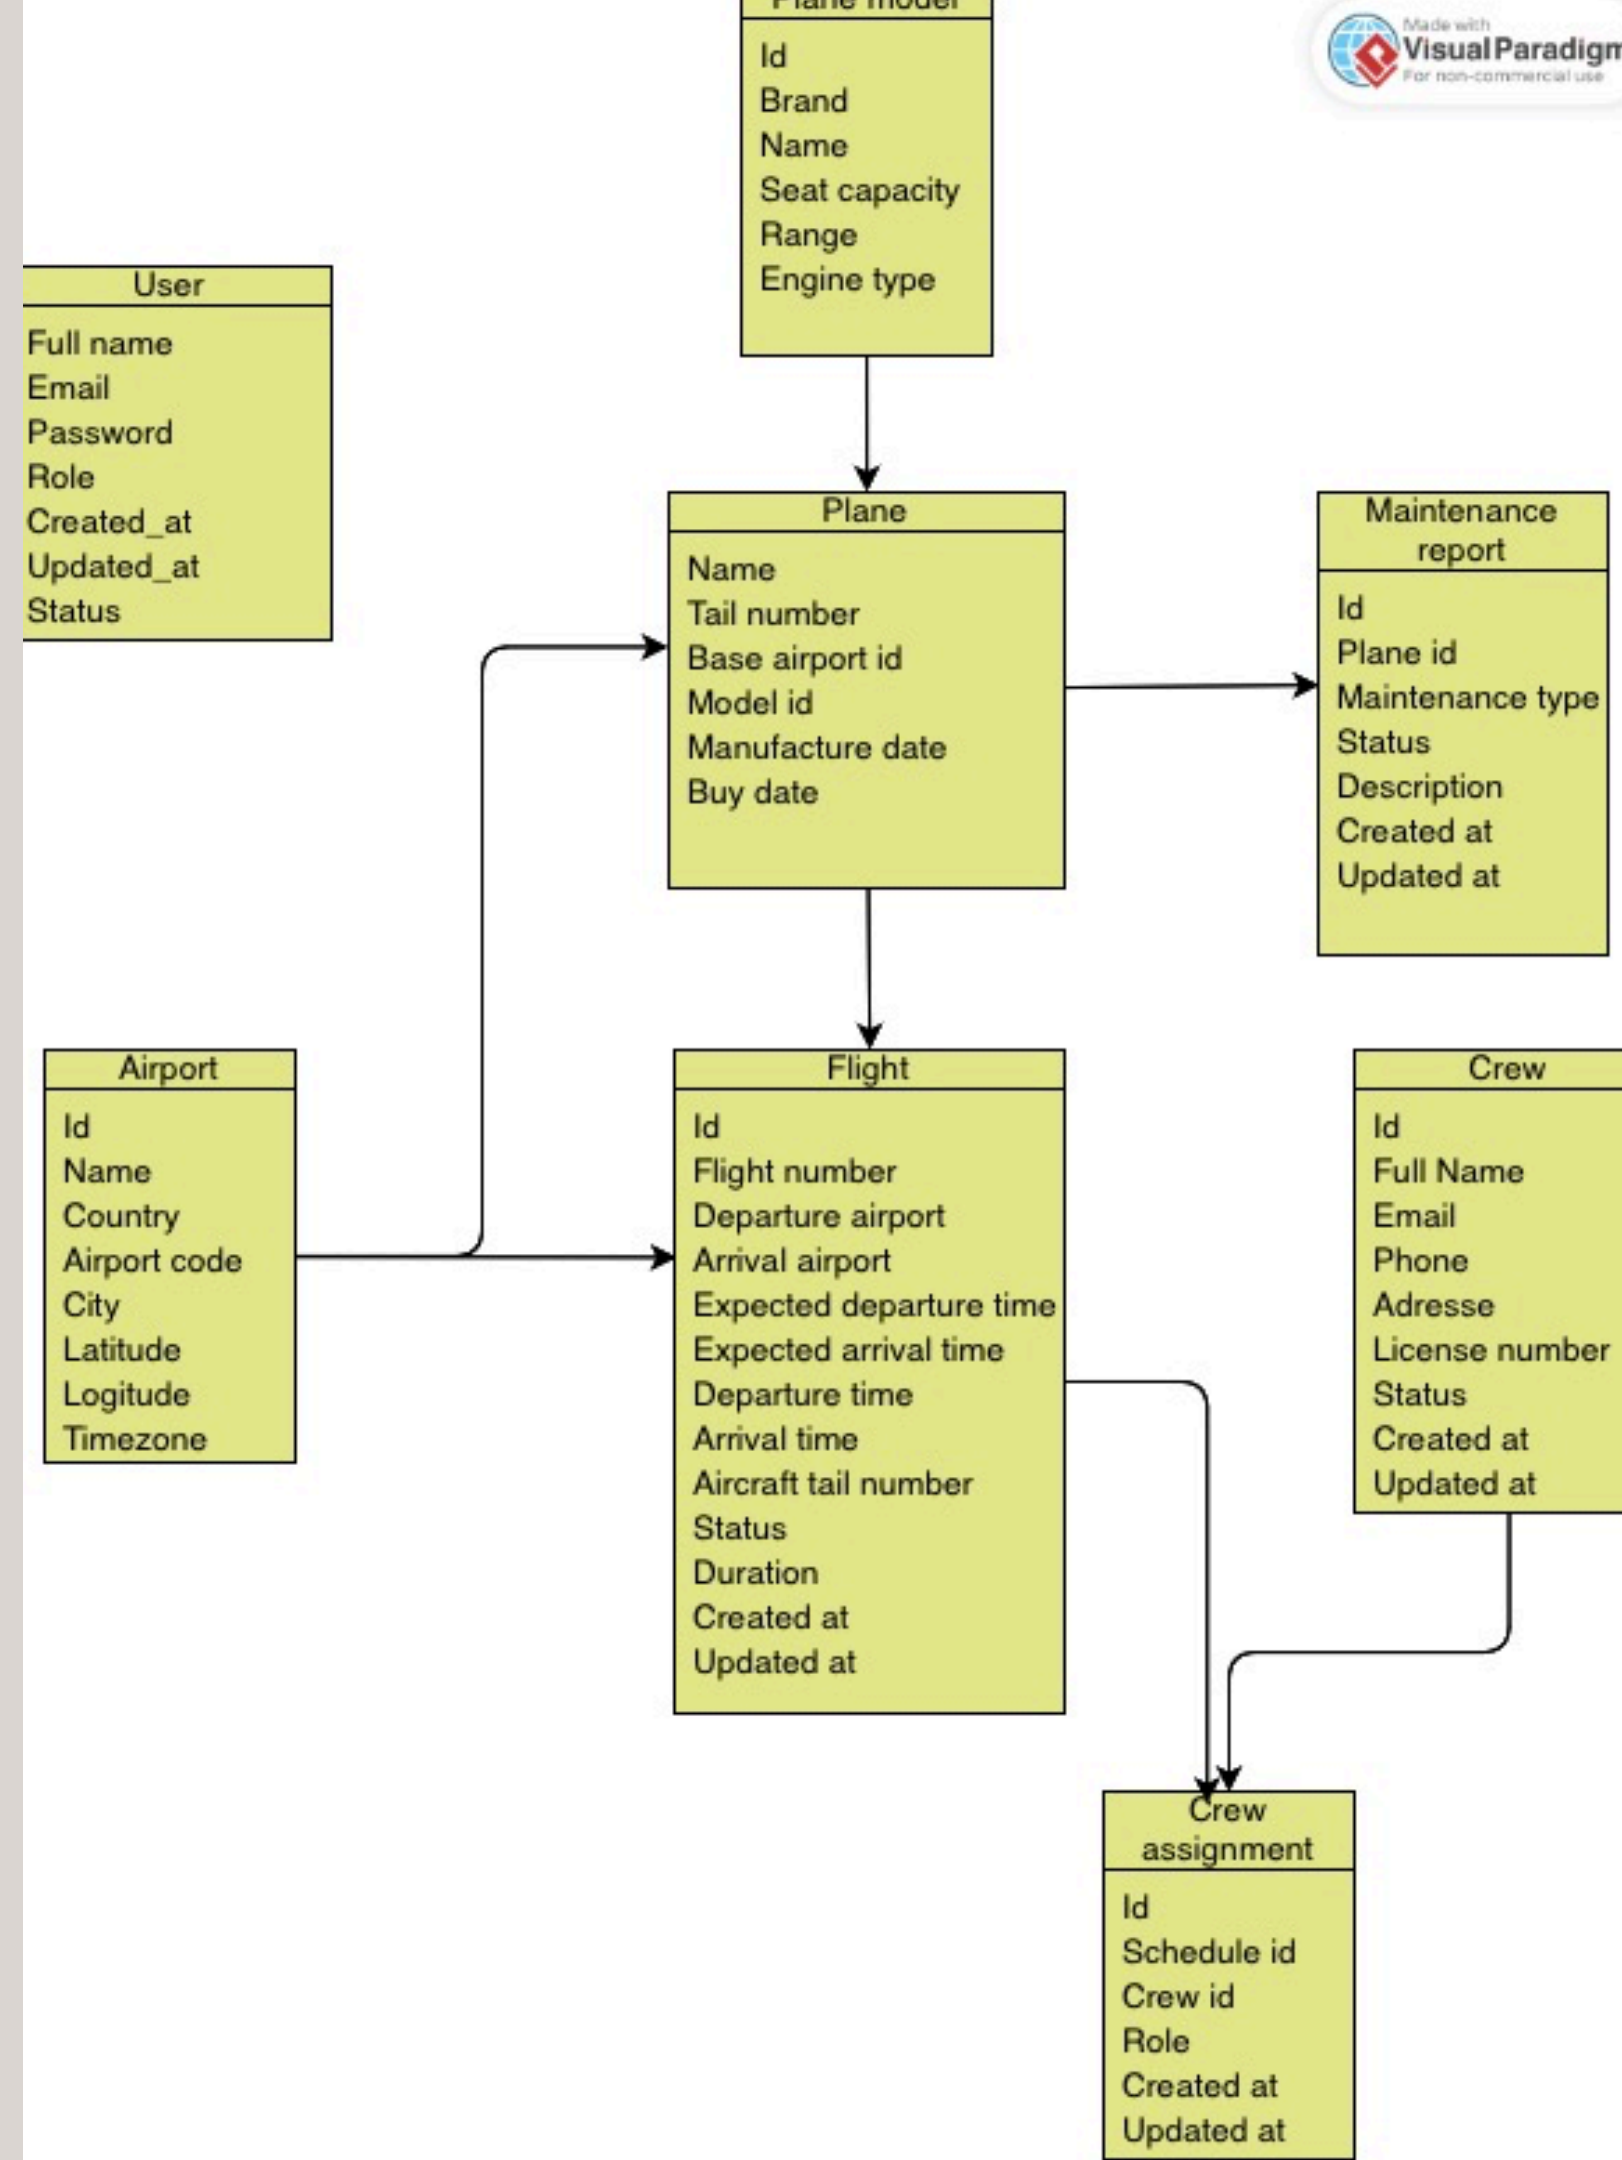 Plane model
Id
Brand
Name
Seat capacity
Range
Engine type
Made with
Visual Paradigm
For non-commercial use
User
Full name
Email
Password
Role
Created_at
Updated_at
Status
Plane
Name
Tail number
Base airport id
Model id
Manufacture date
Buy date
Maintenance
report
Id
Plane id
Maintenance type
Status
Description
Created at
Updated at
Airport
Id
Name
Country
Airport code
City
Latitude
Logitude
Timezone
Flight
Id
Flight number
Departure airport
Arrival airport
Expected departure time
Expected arrival time
Departure time
Arrival time
Aircraft tail number
Status
Duration
Created at
Updated at
Crew
Id
Full Name
Email
Phone
Adresse
License number
Status
Created at
Updated at
Crew
assignment
Id
Schedule id
Crew id
Role
Created at
Updated at